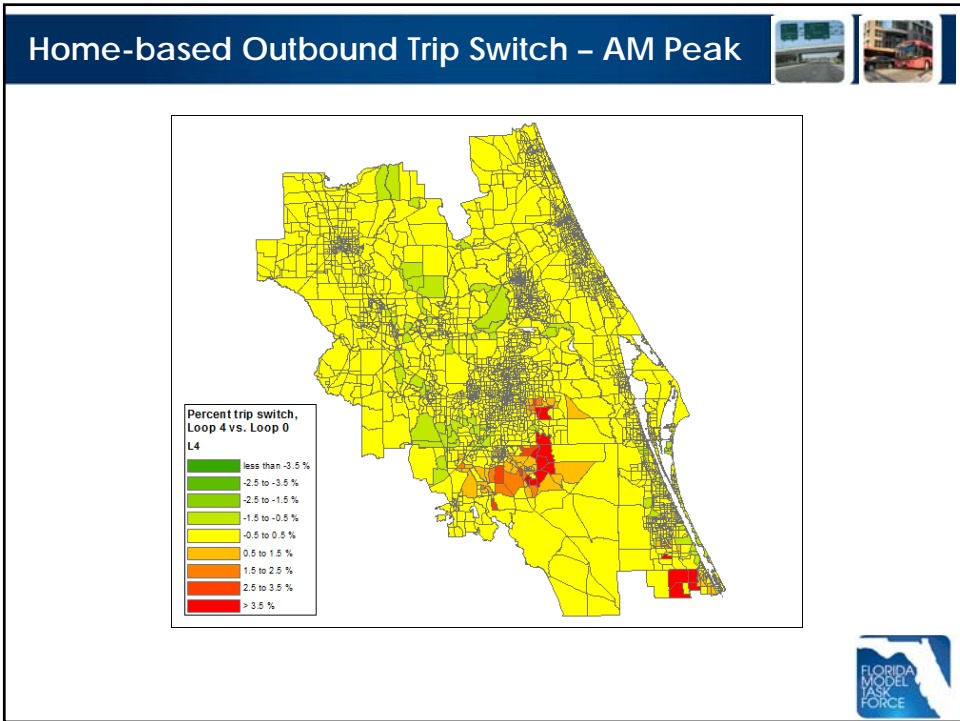 Home-based Outbound Trip Switch – AM Peak
Percent trip switch,
Loop 4 vs. Loop 0
L4
less than -3.5 %
-2.5 to -3.5 %
-2.5 to -1.5 %
-1.5 to -0.5 %
-0.5 to 0.5 %
0.5 to 1.5 %
1.5 to 2.5 %
2.5 to 3.5 %
> 3.5 %
FLORIDA
MODEL
TASK
FORCE